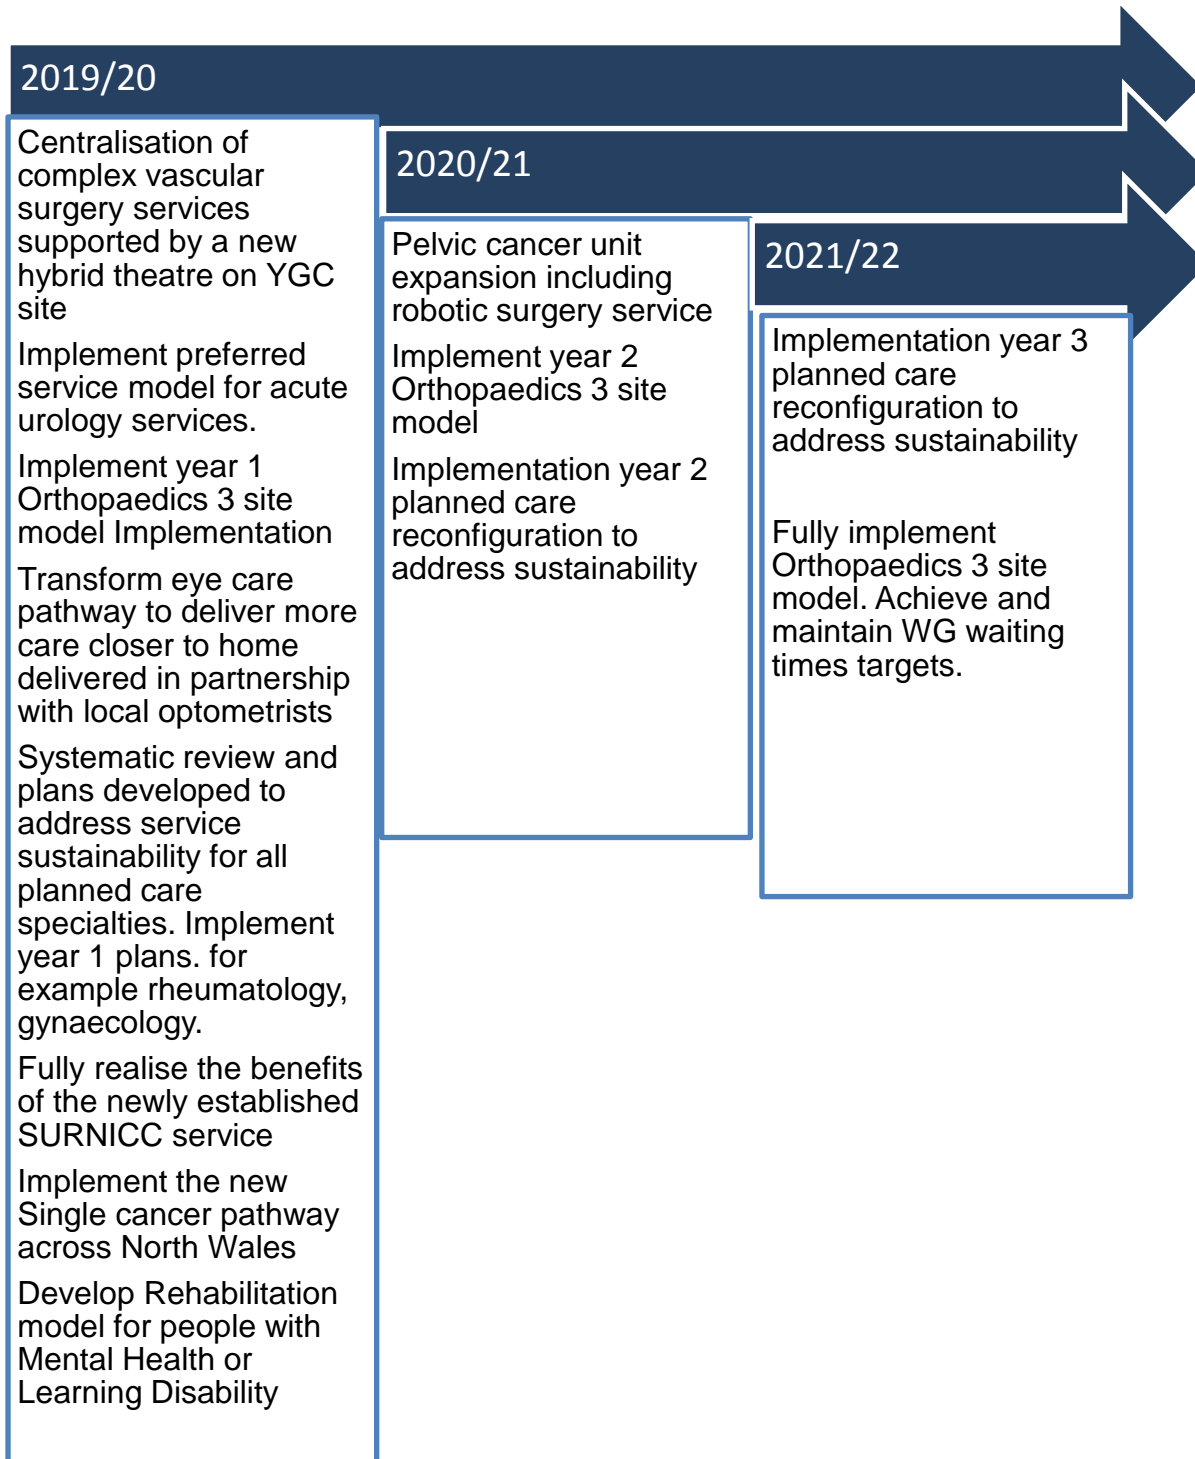 2019/20
Centralisation of
complex vascular
surgery services
supported by a new
hybrid theatre on YGC
site
Implement preferred
service model for acute
urology services.
Implement year 1
Orthopaedics 3 site
model Implementation
Transform eye care
pathway to deliver more
care closer to home
delivered in partnership
with local optometrists
Systematic review and
plans developed to
address service
sustainability for all
planned care
specialties. Implement
year 1 plans. for
example rheumatology,
gynaecology.
Fully realise the benefits
of the newly established
SURNICC service
Implement the new
Single cancer pathway
across North Wales
Develop Rehabilitation
model for people with
Mental Health or
Learning Disability
2020/21
Pelvic cancer unit
expansion including
robotic surgery service
Implement year 2
Orthopaedics 3 site
model
Implementation year 2
planned care
reconfiguration to
address sustainability
2021/22
Implementation year 3
planned care
reconfiguration to
address sustainability
Fully implement
Orthopaedics 3 site
model. Achieve and
maintain WG waiting
times targets.